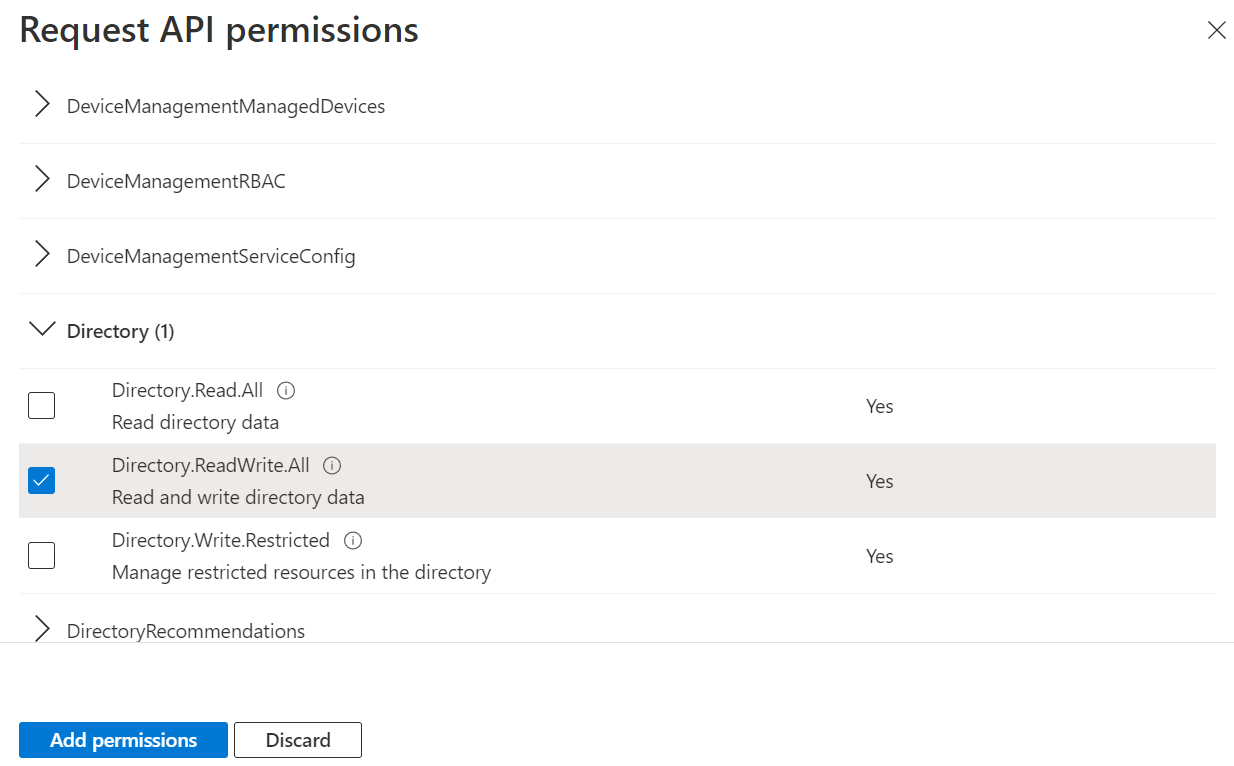 Request API permissions
DeviceManagementManagedDevices
DeviceManagementRBAC
DeviceManagementServiceConfig
Directory (1)
Directory.Read.All
Read directory data
Yes
Directory.ReadWrite.All
Read and write directory data
Yes
Directory.Write.Restricted
Manage restricted resources in the directory
Yes
DirectoryRecommendations
Add permissions
Discard